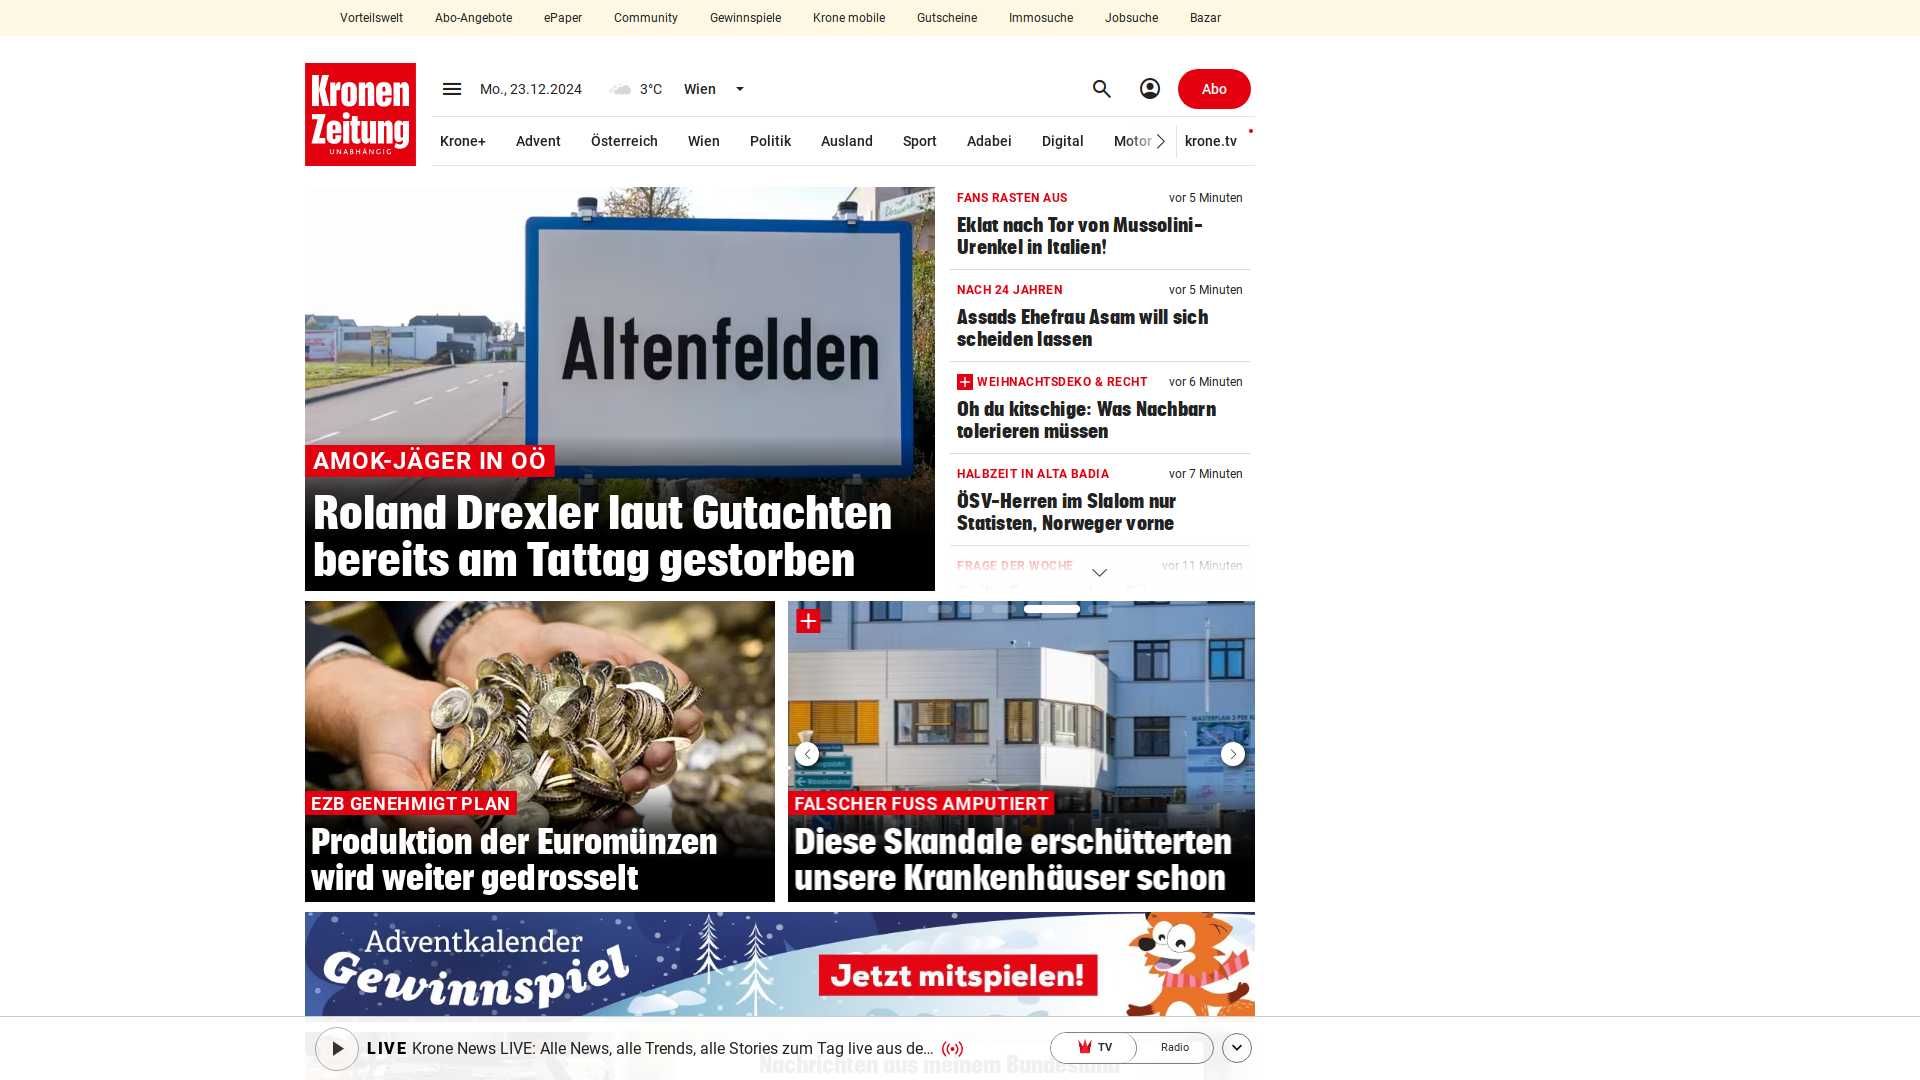 Vorteilswelt Abo-Angebote ePaper Community Gewinnspiele Krone mobile Gutscheine Immosuche Jobsuche Bazar
Kronen
Zeitung
UNABHÄNGIG
Mo., 23.12.2024 3°C Wien
Abo
Krone+ Advent Österreich Wien Politik Ausland Sport Adabei Digital Motor krone.tv
Altenfelden
AMOK-JÄGER IN OÖ
Roland Drexler laut Gutachten
bereits am Tattag gestorben
FANS RASTEN AUS vor 5 Minuten
Eklat nach Tor von Mussolini-
Urenkel in Italien!
NACH 24 JAHREN vor 5 Minuten
Assads Ehefrau Asam will sich
scheiden lassen
WEIHNACHTSDEKO & RECHT vor 6 Minuten
Oh du kitschige: Was Nachbarn
tolerieren müssen
HALBZEIT IN ALTA BADIA vor 7 Minuten
ÖSV-Herren im Slalom nur
Statisten, Norweger vorne
FRAGE DER WOCHE vor 11 Minuten
EZB GENEHMIGT PLAN
Produktion der Euromünzen
wird weiter gedrosselt
FALSCHER FUSS AMPUTIERT
Diese Skandale erschütterten
unsere Krankenhäuser schon
Adventkalender
Gewinnspiel
Jetzt mitspielen!
LIVE Krone News LIVE: Alle News, alle Trends, alle Stories zum Tag live aus de...
TV Radio
Nachrichten aus meinem Bundesland